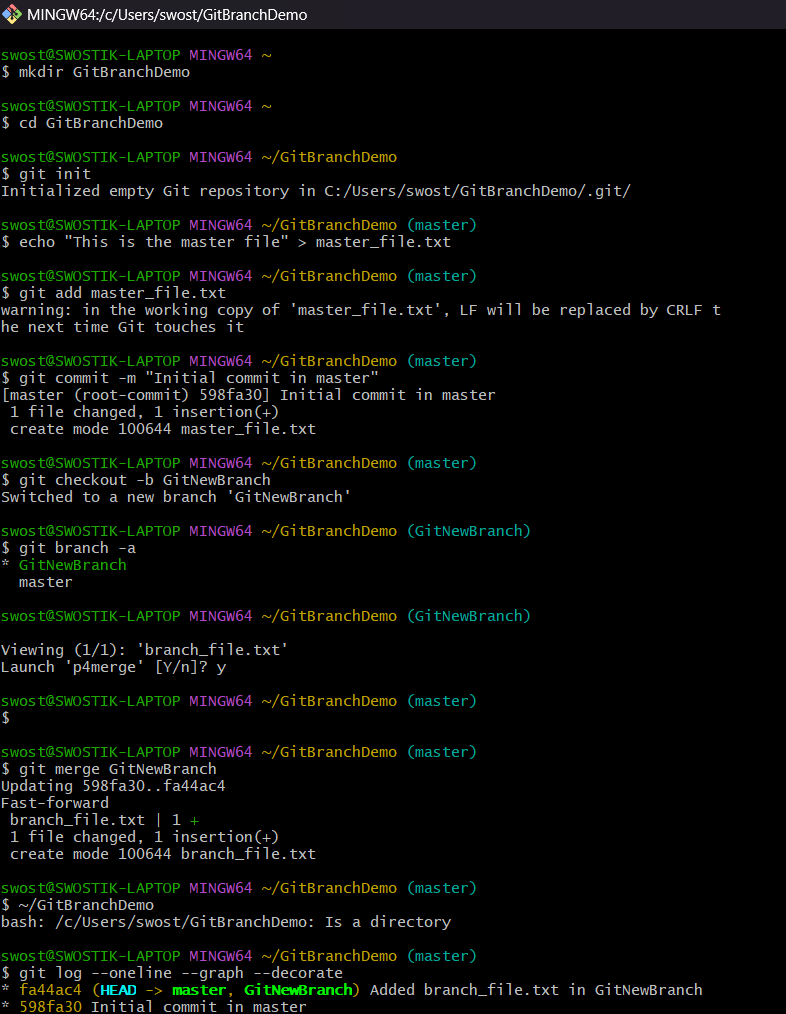 MINGW64:/c/Users/swost/GitBranchDemo
swost@SWOSTIK-LAPTOP MINGW64 ~
$ mkdir GitBranchDemo
swost@SWOSTIK-LAPTOP MINGW64 ~
$ cd GitBranchDemo
swost@SWOSTIK-LAPTOP MINGW64 ~/GitBranchDemo
$ git init
Initialized empty Git repository in C:/Users/swost/GitBranchDemo/.git/
swost@SWOSTIK-LAPTOP MINGW64 ~/GitBranchDemo (master)
$ echo "This is the master file" > master_file.txt
swost@SWOSTIK-LAPTOP MINGW64 ~/GitBranchDemo (master)
$ git add master_file.txt
warning: in the working copy of 'master_file.txt', LF will be replaced by CRLF t
he next time Git touches it
swost@SWOSTIK-LAPTOP MINGW64 ~/GitBranchDemo (master)
$ git commit -m "Initial commit in master"
[master (root-commit) 598fa30] Initial commit in master
1 file changed, 1 insertion(+)
create mode 100644 master_file.txt
swost@SWOSTIK-LAPTOP MINGW64 ~/GitBranchDemo (master)
$ git checkout -b GitNewBranch
Switched to a new branch 'GitNewBranch'
swost@SWOSTIK-LAPTOP MINGW64 ~/GitBranchDemo (GitNewBranch)
$ git branch -a
* GitNewBranch
master
swost@SWOSTIK-LAPTOP MINGW64 ~/GitBranchDemo (GitNewBranch)
Viewing (1/1): 'branch_file.txt'
Launch 'p4merge' [Y/n]? y
swost@SWOSTIK-LAPTOP MINGW64 ~/GitBranchDemo (master)
$
swost@SWOSTIK-LAPTOP MINGW64 ~/GitBranchDemo (master)
$ git merge GitNewBranch
Updating 598fa30..fa44ac4
Fast-forward
branch_file.txt | 1 +
1 file changed, 1 insertion(+)
create mode 100644 branch_file.txt
swost@SWOSTIK-LAPTOP MINGW64 ~/GitBranchDemo (master)
$ ~/GitBranchDemo
bash: /c/Users/swost/GitBranchDemo: Is a directory
swost@SWOSTIK-LAPTOP MINGW64 ~/GitBranchDemo (master)
$ git log --oneline --graph --decorate
* fa44ac4 (HEAD -> master, GitNewBranch) Added branch_file.txt in GitNewBranch
* 598fa30 Initial commit in master